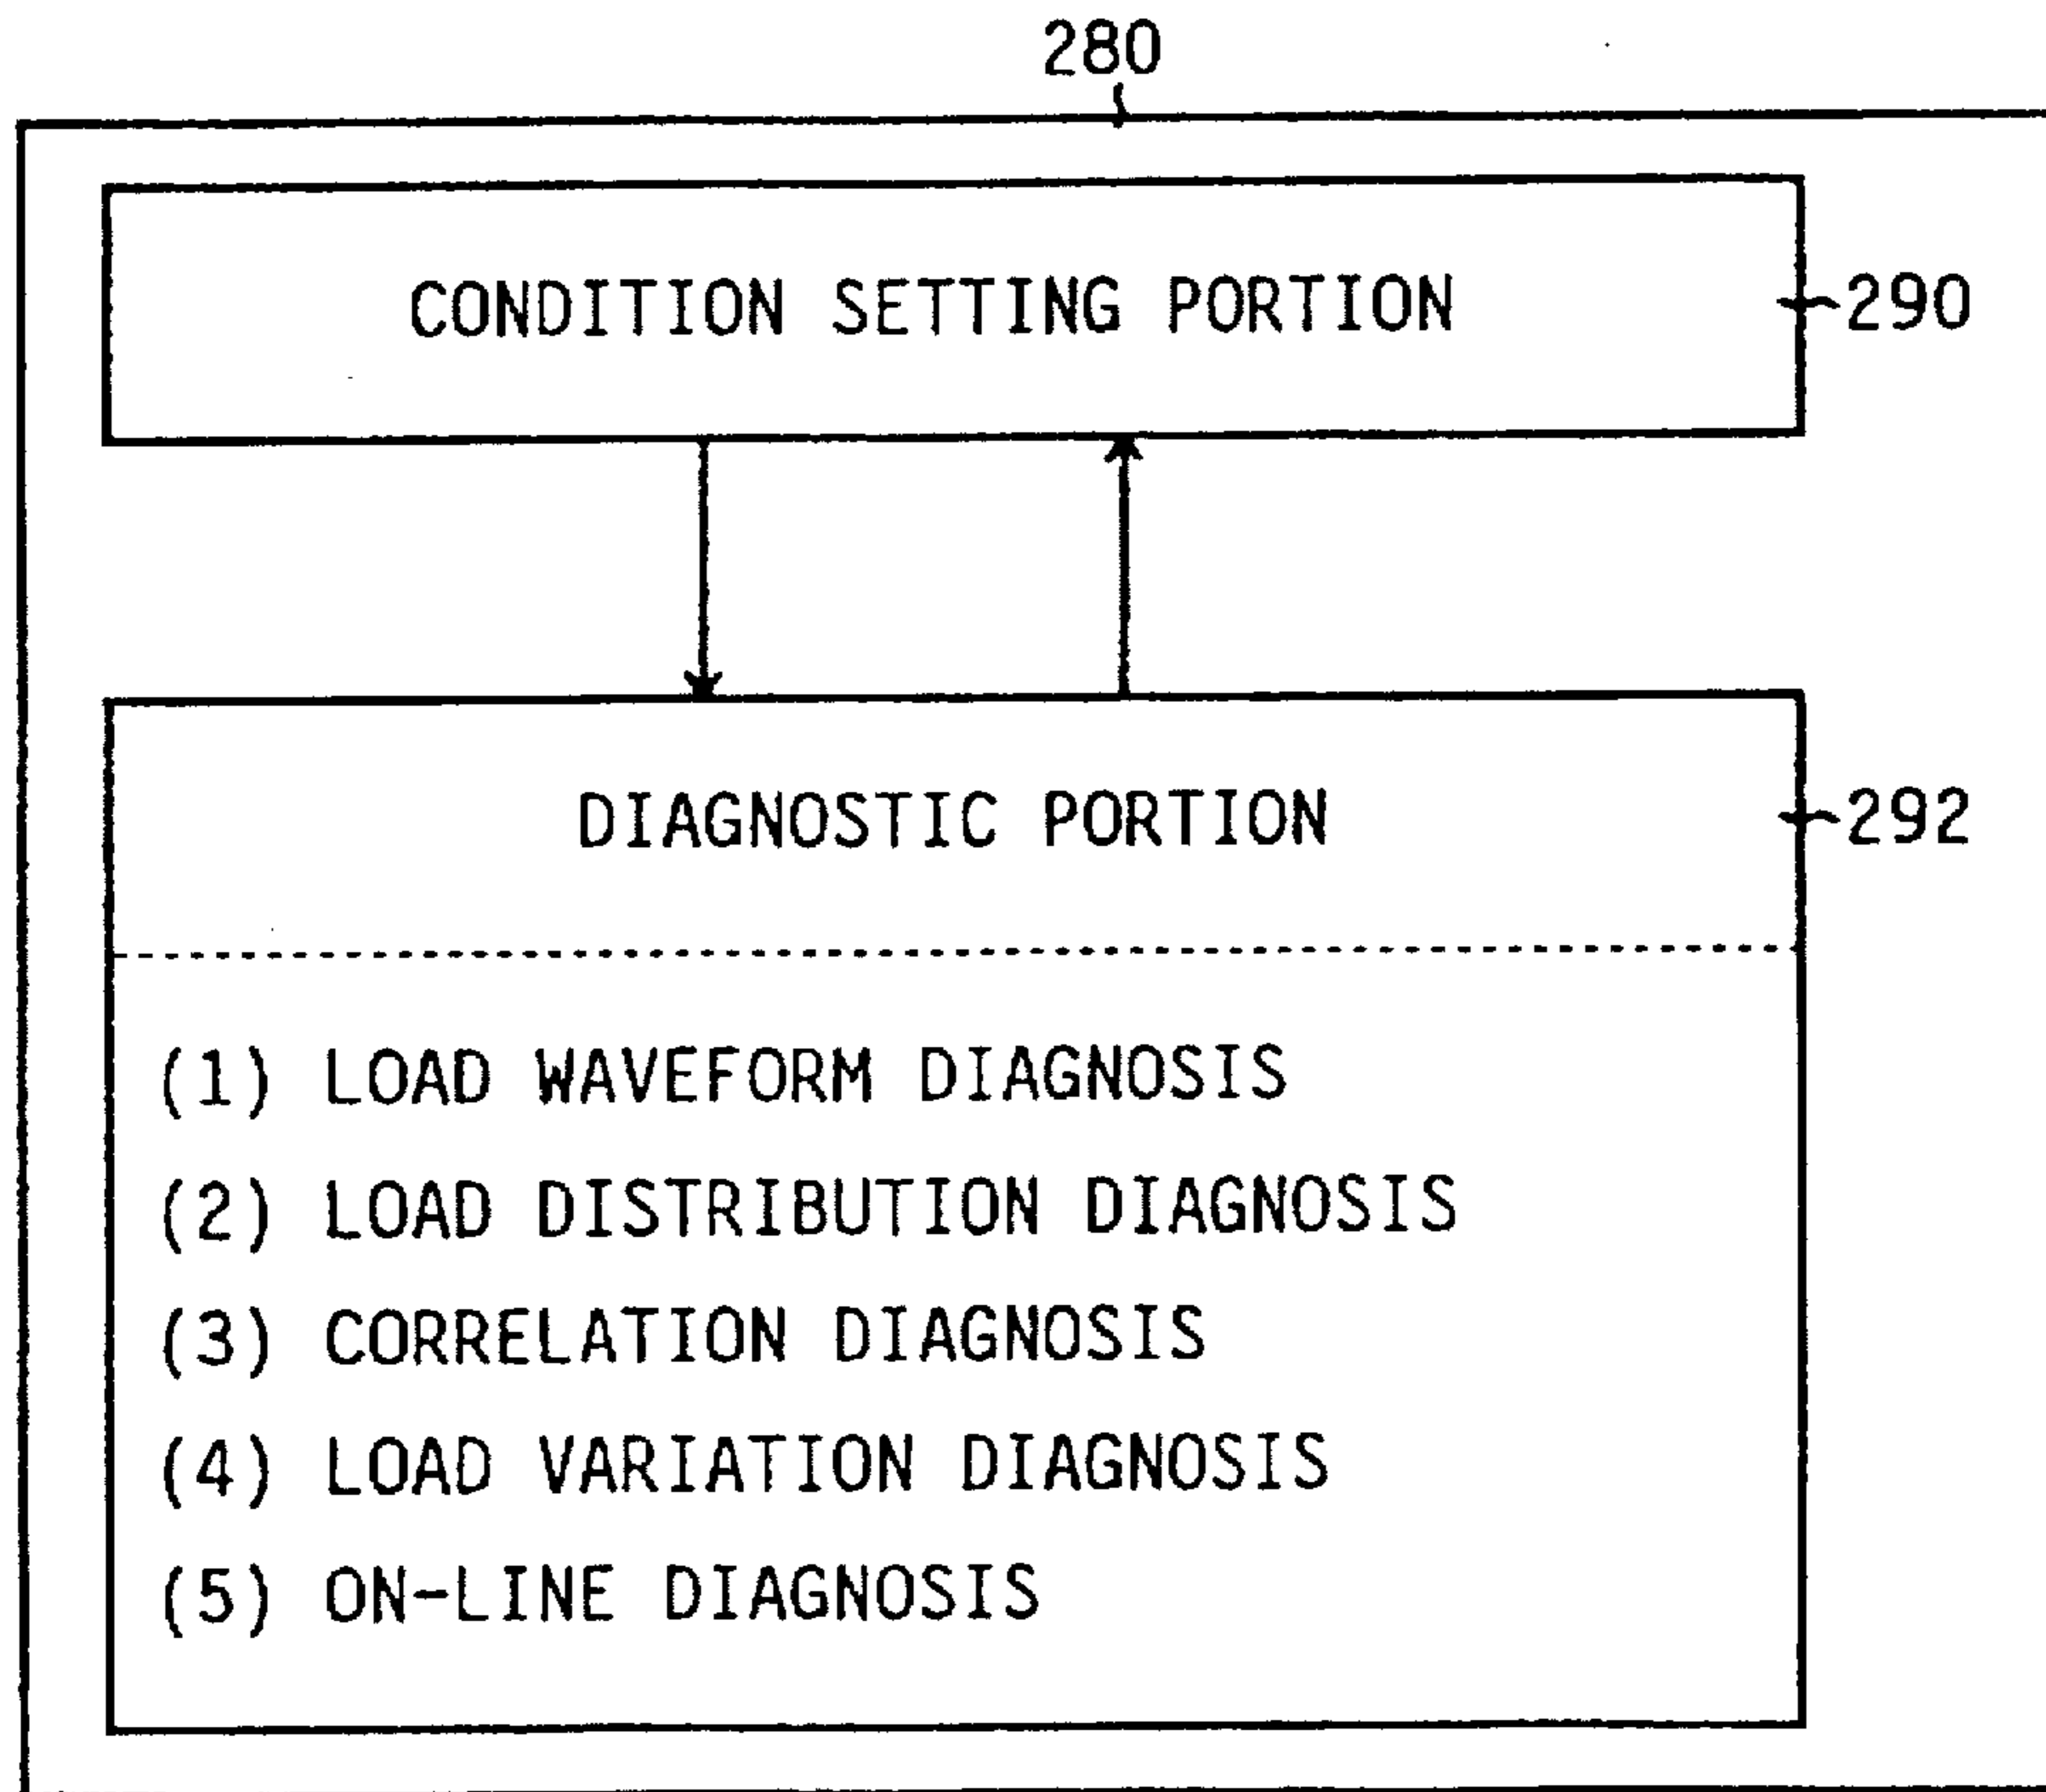 280
CONDITION SETTING PORTION
290
DIAGNOSTIC PORTION
292
(1) LOAD WAVEFORM DIAGNOSIS
(2) LOAD DISTRIBUTION DIAGNOSIS
(3) CORRELATION DIAGNOSIS
(4) LOAD VARIATION DIAGNOSIS
(5) ON-LINE DIAGNOSIS